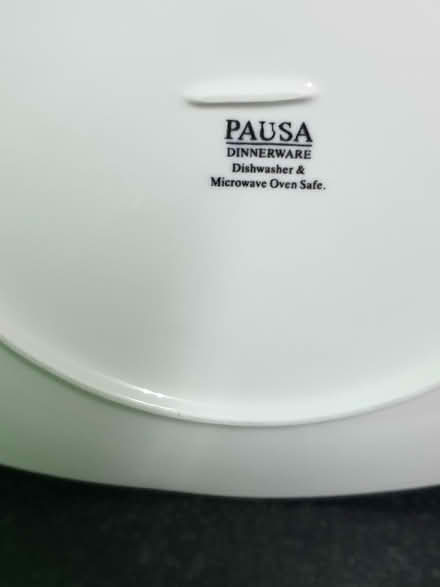 PAUSA
DINNERWARE
Dishwasher &
Microwave Oven Safe.